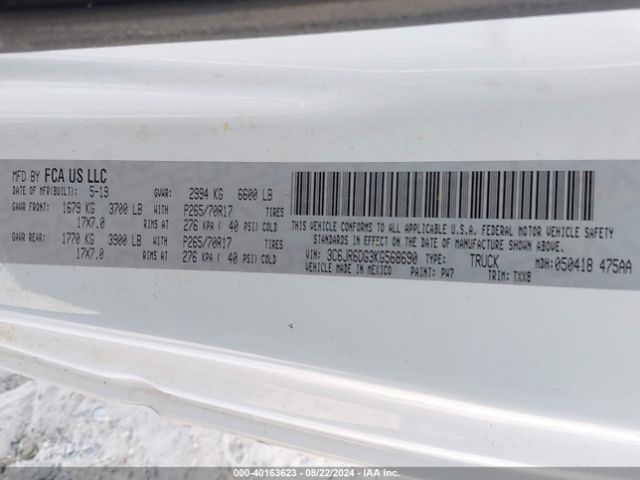 MFD BY FCA US LLC
DATE OF MFR(BUILT): 5-19 GVWR: 2994 KG 6600 LB
GAWR FRONT: 1679 KG 3700 LB WITH P265/70R17 TIRES
17X7.0 RIMS AT 276 KPA ( 40 PSI) COLD
GAWR REAR: 1770 KG 3900 LB WITH P265/70R17 TIRES
17X7.0 RIMS AT 276 KPA ( 40 PSI) COLD
THIS VEHICLE CONFORMS TO ALL APPLICABLE U.S.A. FEDERAL MOTOR VEHICLE SAFETY
STANDARDS IN EFFECT ON THE DATE OF MANUFACTURE SHOWN ABOVE.
VIN: 3C6JR6DG3KG568690 TYPE: TRUCK MDH: 050418 475AA
VEHICLE MADE IN MEXICO PAINT: PW7 TRIM: TXX8
000-40163623 - 08/22/2024 - IAA Inc.